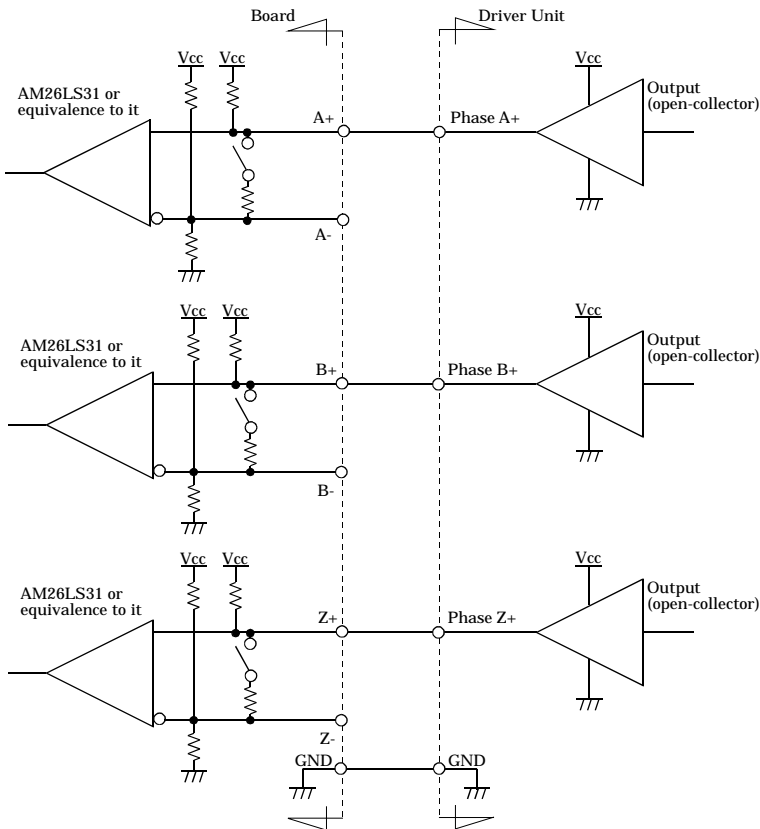 Board
Driver Unit
Vcc
Vcc
Vcc
AM26LS31 or
equivalence to it
Output
(open-collector)
A+
Phase A+
A-
Vcc
Vcc
Vcc
AM26LS31 or
equivalence to it
Output
(open-collector)
B+
Phase B+
B-
Vcc
Vcc
Vcc
AM26LS31 or
equivalence to it
Output
(open-collector)
Z+
Phase Z+
Z-
GND
GND